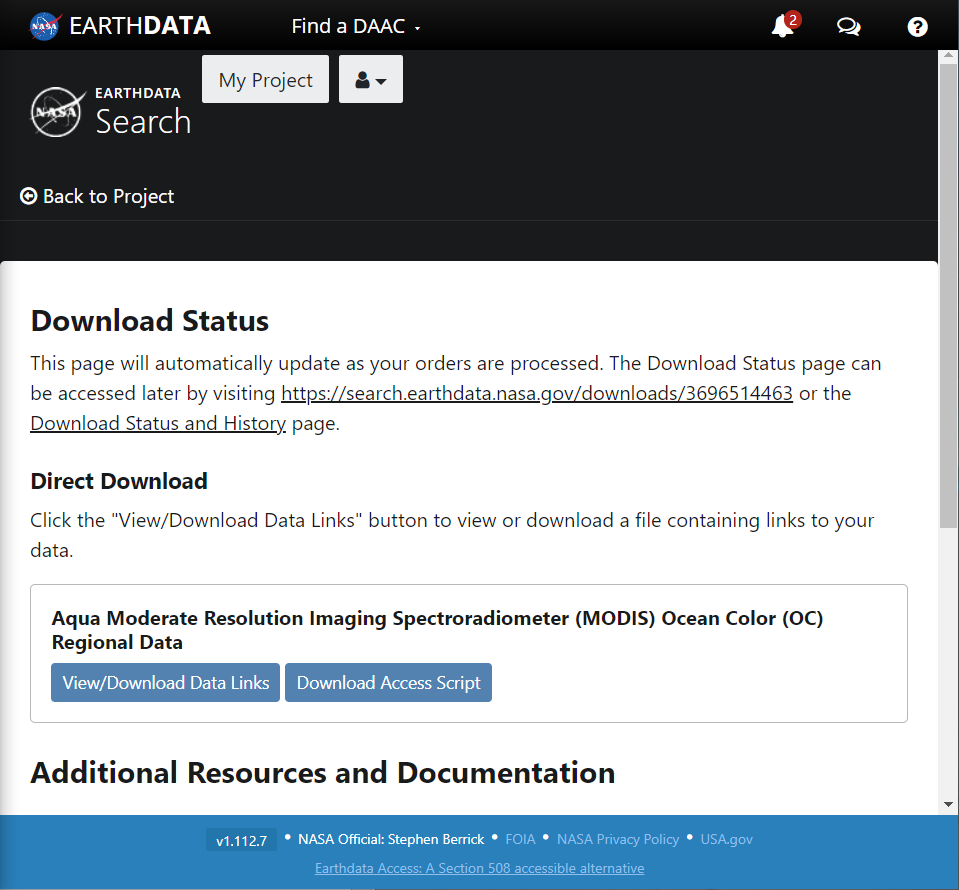 NASA EARTHDATA Find a DAAC 2 ?
My Project
NASA EARTHDATA
Search
Back to Project
Download Status
This page will automatically update as your orders are processed. The Download Status page can
be accessed later by visiting https://search.earthdata.nasa.gov/downloads/3696514463 or the
Download Status and History page.
Direct Download
Click the "View/Download Data Links" button to view or download a file containing links to your
data.
Aqua Moderate Resolution Imaging Spectroradiometer (MODIS) Ocean Color (OC)
Regional Data
View/Download Data Links Download Access Script
Additional Resources and Documentation
v1.112.7 • NASA Official: Stephen Berrick • FOIA • NASA Privacy Policy • USA.gov
Earthdata Access: A Section 508 accessible alternative